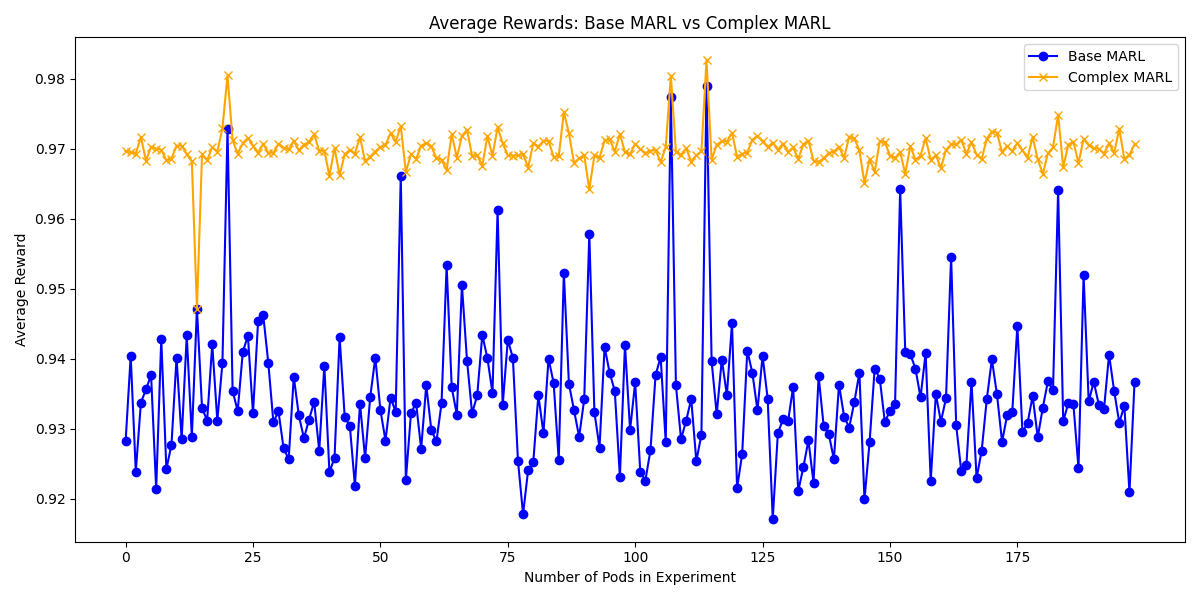 Average Rewards: Base MARL vs Complex MARL
Base MARL
Complex MARL
Average Reward
0.98
0.97
0.96
0.95
0.94
0.93
0.92
0 25 50 75 100 125 150 175
Number of Pods in Experiment